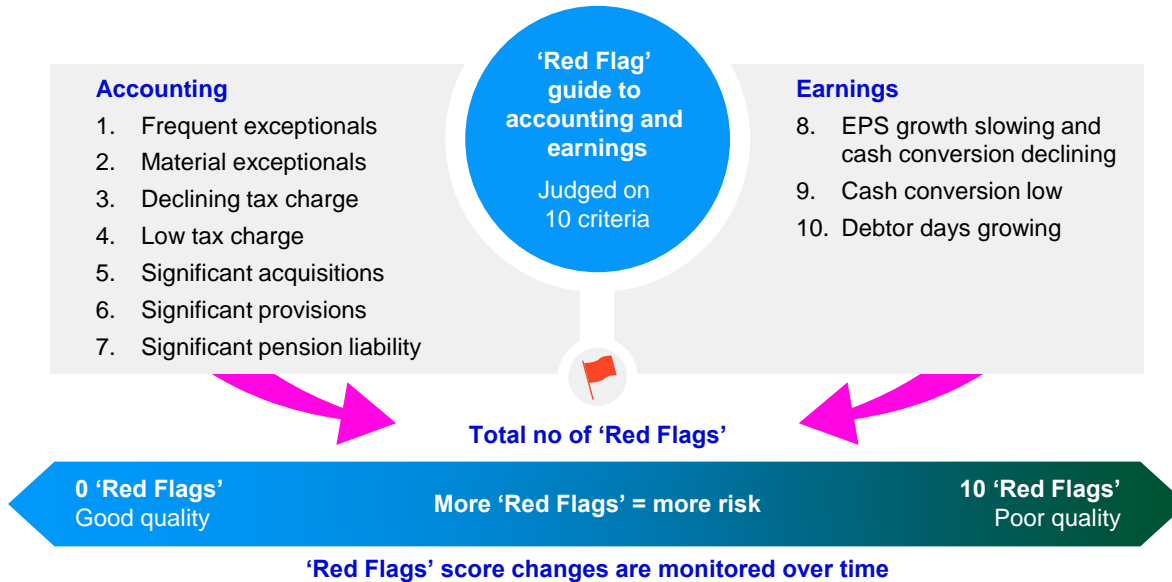 ‘Red Flag’
guide to
accounting and
earnings
Judged on
10 criteria
Accounting
1. Frequent exceptionals
2. Material exceptionals
3. Declining tax charge
4. Low tax charge
5. Significant acquisitions
6. Significant provisions
7. Significant pension liability
Earnings
8. EPS growth slowing and
cash conversion declining
9. Cash conversion low
10. Debtor days growing
Total no of ‘Red Flags’
0 ‘Red Flags’
Good quality
More ‘Red Flags’ = more risk
10 ‘Red Flags’
Poor quality
‘Red Flags’ score changes are monitored over time